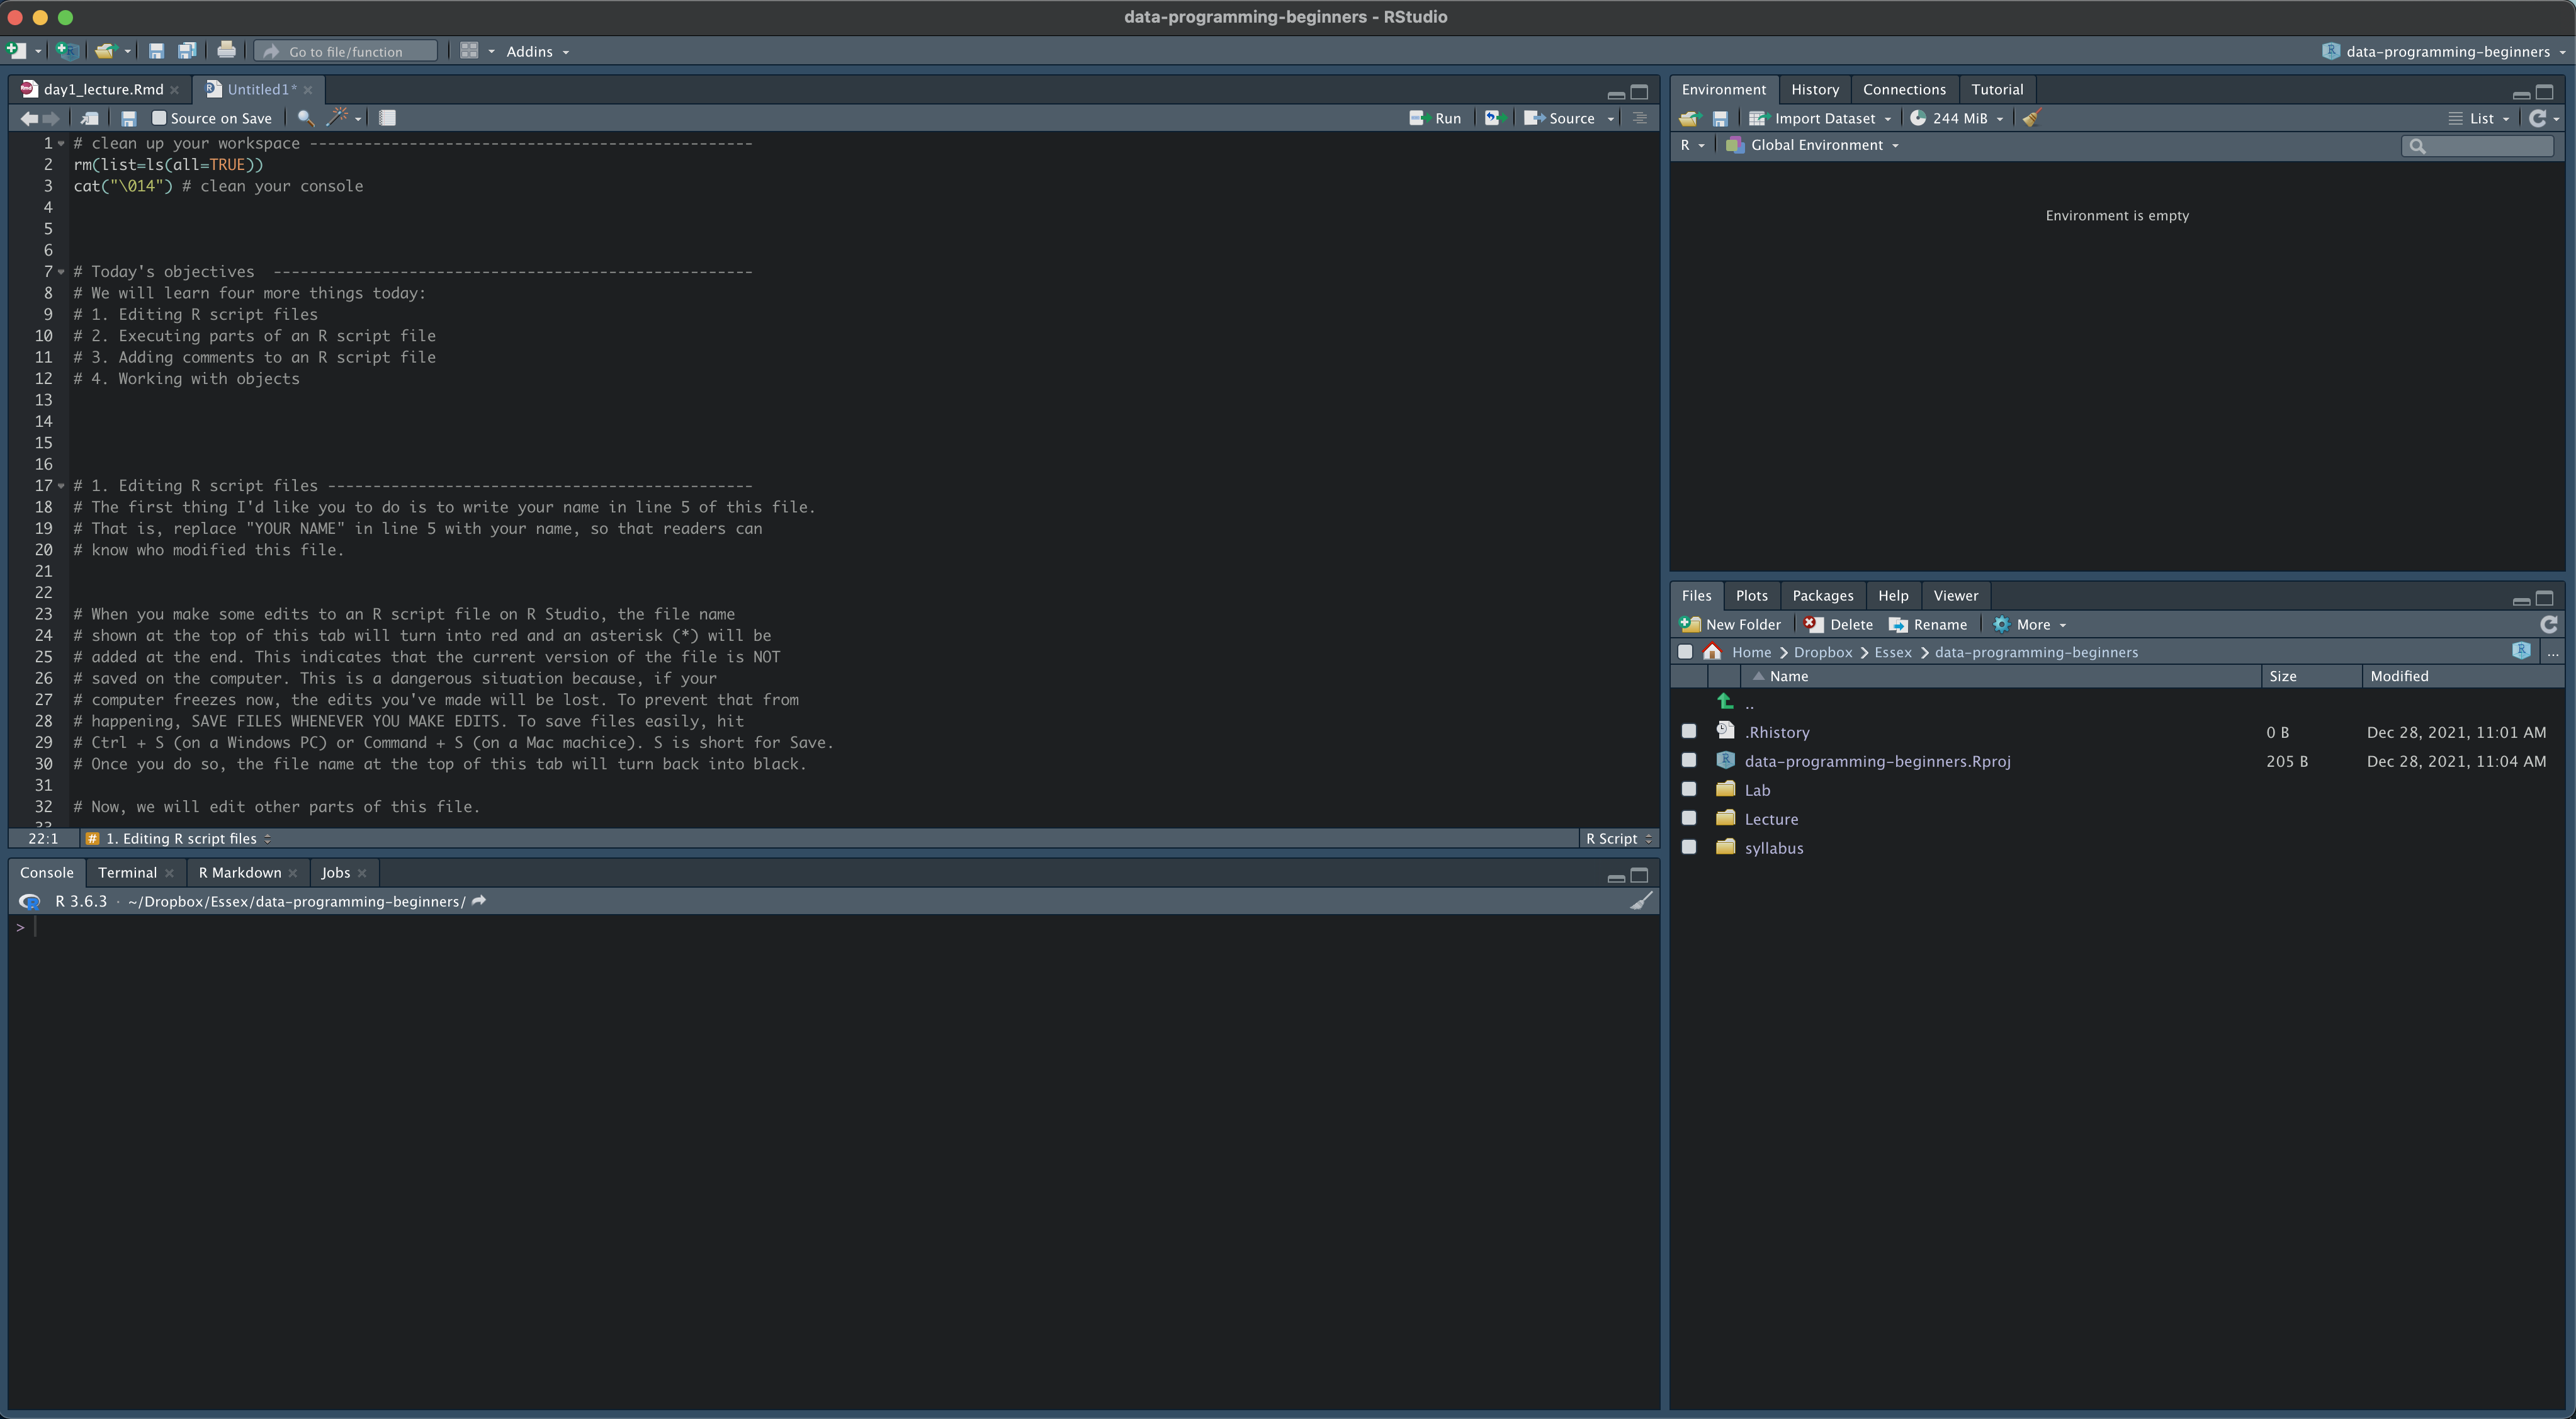 data-programming-beginners - RStudio
Go to file/function
Addins
data-programming-beginners
day1_lecture.Rmd
Untitled1*
Source on Save
Run
Source
1 # clean up your workspace -------------------------------------------------
2 rm(list=ls(all=TRUE))
3 cat("\014") # clean your console
4
5
6
7 # Today's objectives  -----------------------------------------------------
8 # We will learn four more things today:
9 # 1. Editing R script files
10 # 2. Executing parts of an R script file
11 # 3. Adding comments to an R script file
12 # 4. Working with objects
13
14
15
16
17 # 1. Editing R script files -----------------------------------------------
18 # The first thing I'd like you to do is to write your name in line 5 of this file.
19 # That is, replace "YOUR NAME" in line 5 with your name, so that readers can
20 # know who modified this file.
21
22
23 # When you make some edits to an R script file on R Studio, the file name
24 # shown at the top of this tab will turn into red and an asterisk (*) will be
25 # added at the end. This indicates that the current version of the file is NOT
26 # saved on the computer. This is a dangerous situation because, if your
27 # computer freezes now, the edits you've made will be lost. To prevent that from
28 # happening, SAVE FILES WHENEVER YOU MAKE EDITS. To save files easily, hit
29 # Ctrl + S (on a Windows PC) or Command + S (on a Mac machice). S is short for Save.
30 # Once you do so, the file name at the top of this tab will turn back into black.
31
32 # Now, we will edit other parts of this file.
33
22:1
# 1. Editing R script files
R Script
Console
Terminal
R Markdown
Jobs
R 3.6.3 · ~/Dropbox/Essex/data-programming-beginners/
>
Environment
History
Connections
Tutorial
Import Dataset
244 MiB
List
R
Global Environment
Environment is empty
Files
Plots
Packages
Help
Viewer
New Folder
Delete
Rename
More
Home
Dropbox
Essex
data-programming-beginners
...
Name
Size
Modified
..
.Rhistory 0 B Dec 28, 2021, 11:01 AM
data-programming-beginners.Rproj 205 B Dec 28, 2021, 11:04 AM
Lab
Lecture
syllabus